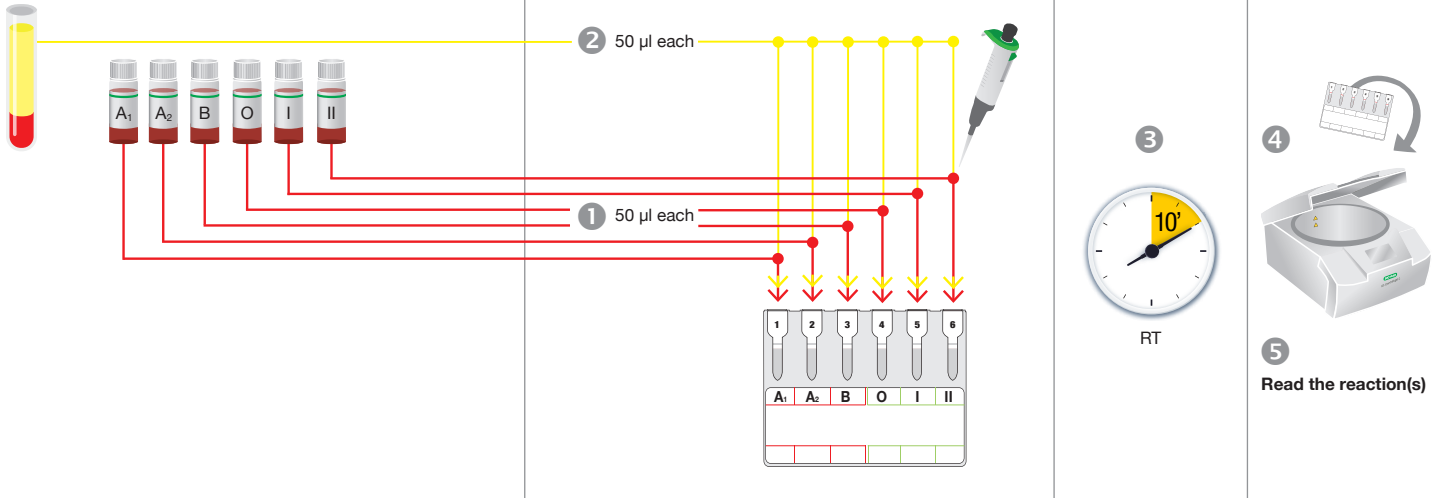 2 50 µl each
A₁ A₂ B O I II
1 50 µl each
1 2 3 4 5 6
A₁ A₂ B O I II
3
10’
RT
4
5
Read the reaction(s)